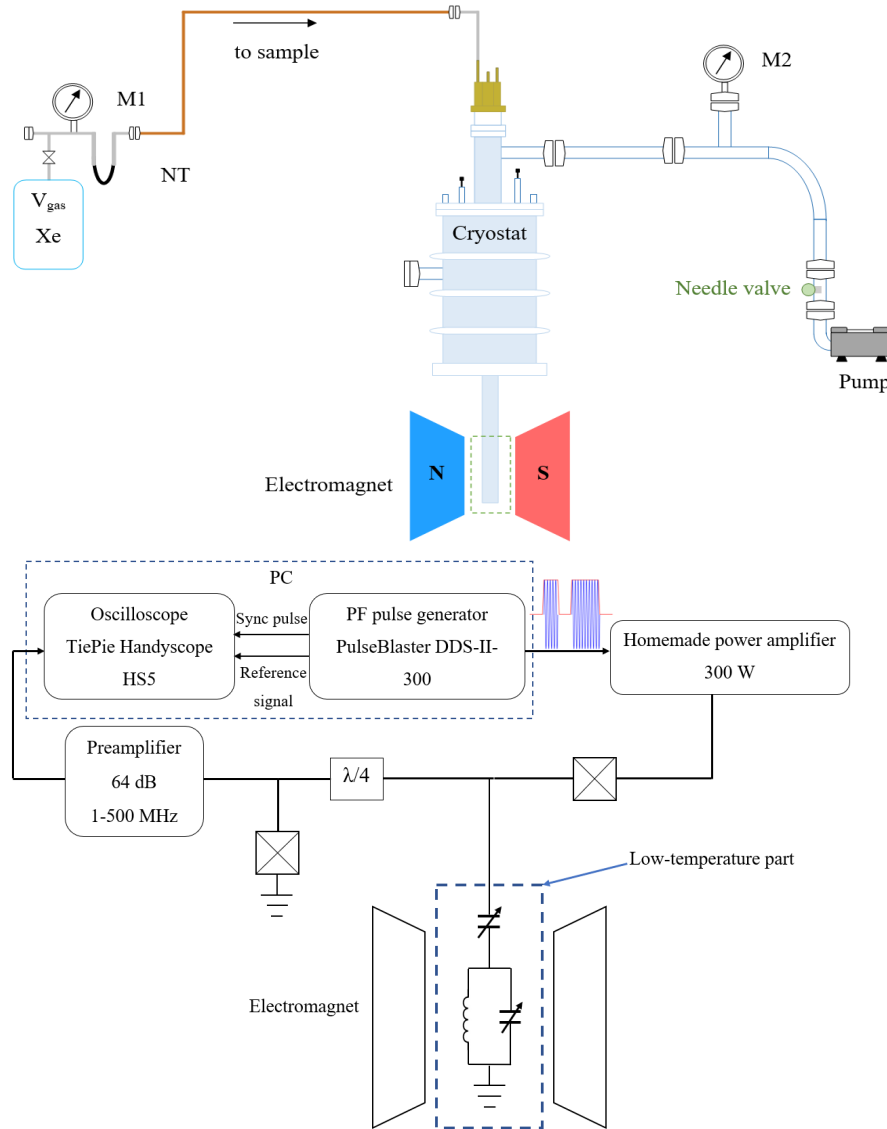 to sample
M1
M2
NT
V_gas
Xe
Cryostat
Needle valve
Pump
N
S
Electromagnet
PC
Oscilloscope
TiePie Handyscope
HS5
Sync pulse
Reference
signal
PF pulse generator
PulseBlaster DDS-II-
300
Homemade power amplifier
300 W
Preamplifier
64 dB
1-500 MHz
λ/4
Low-temperature part
Electromagnet